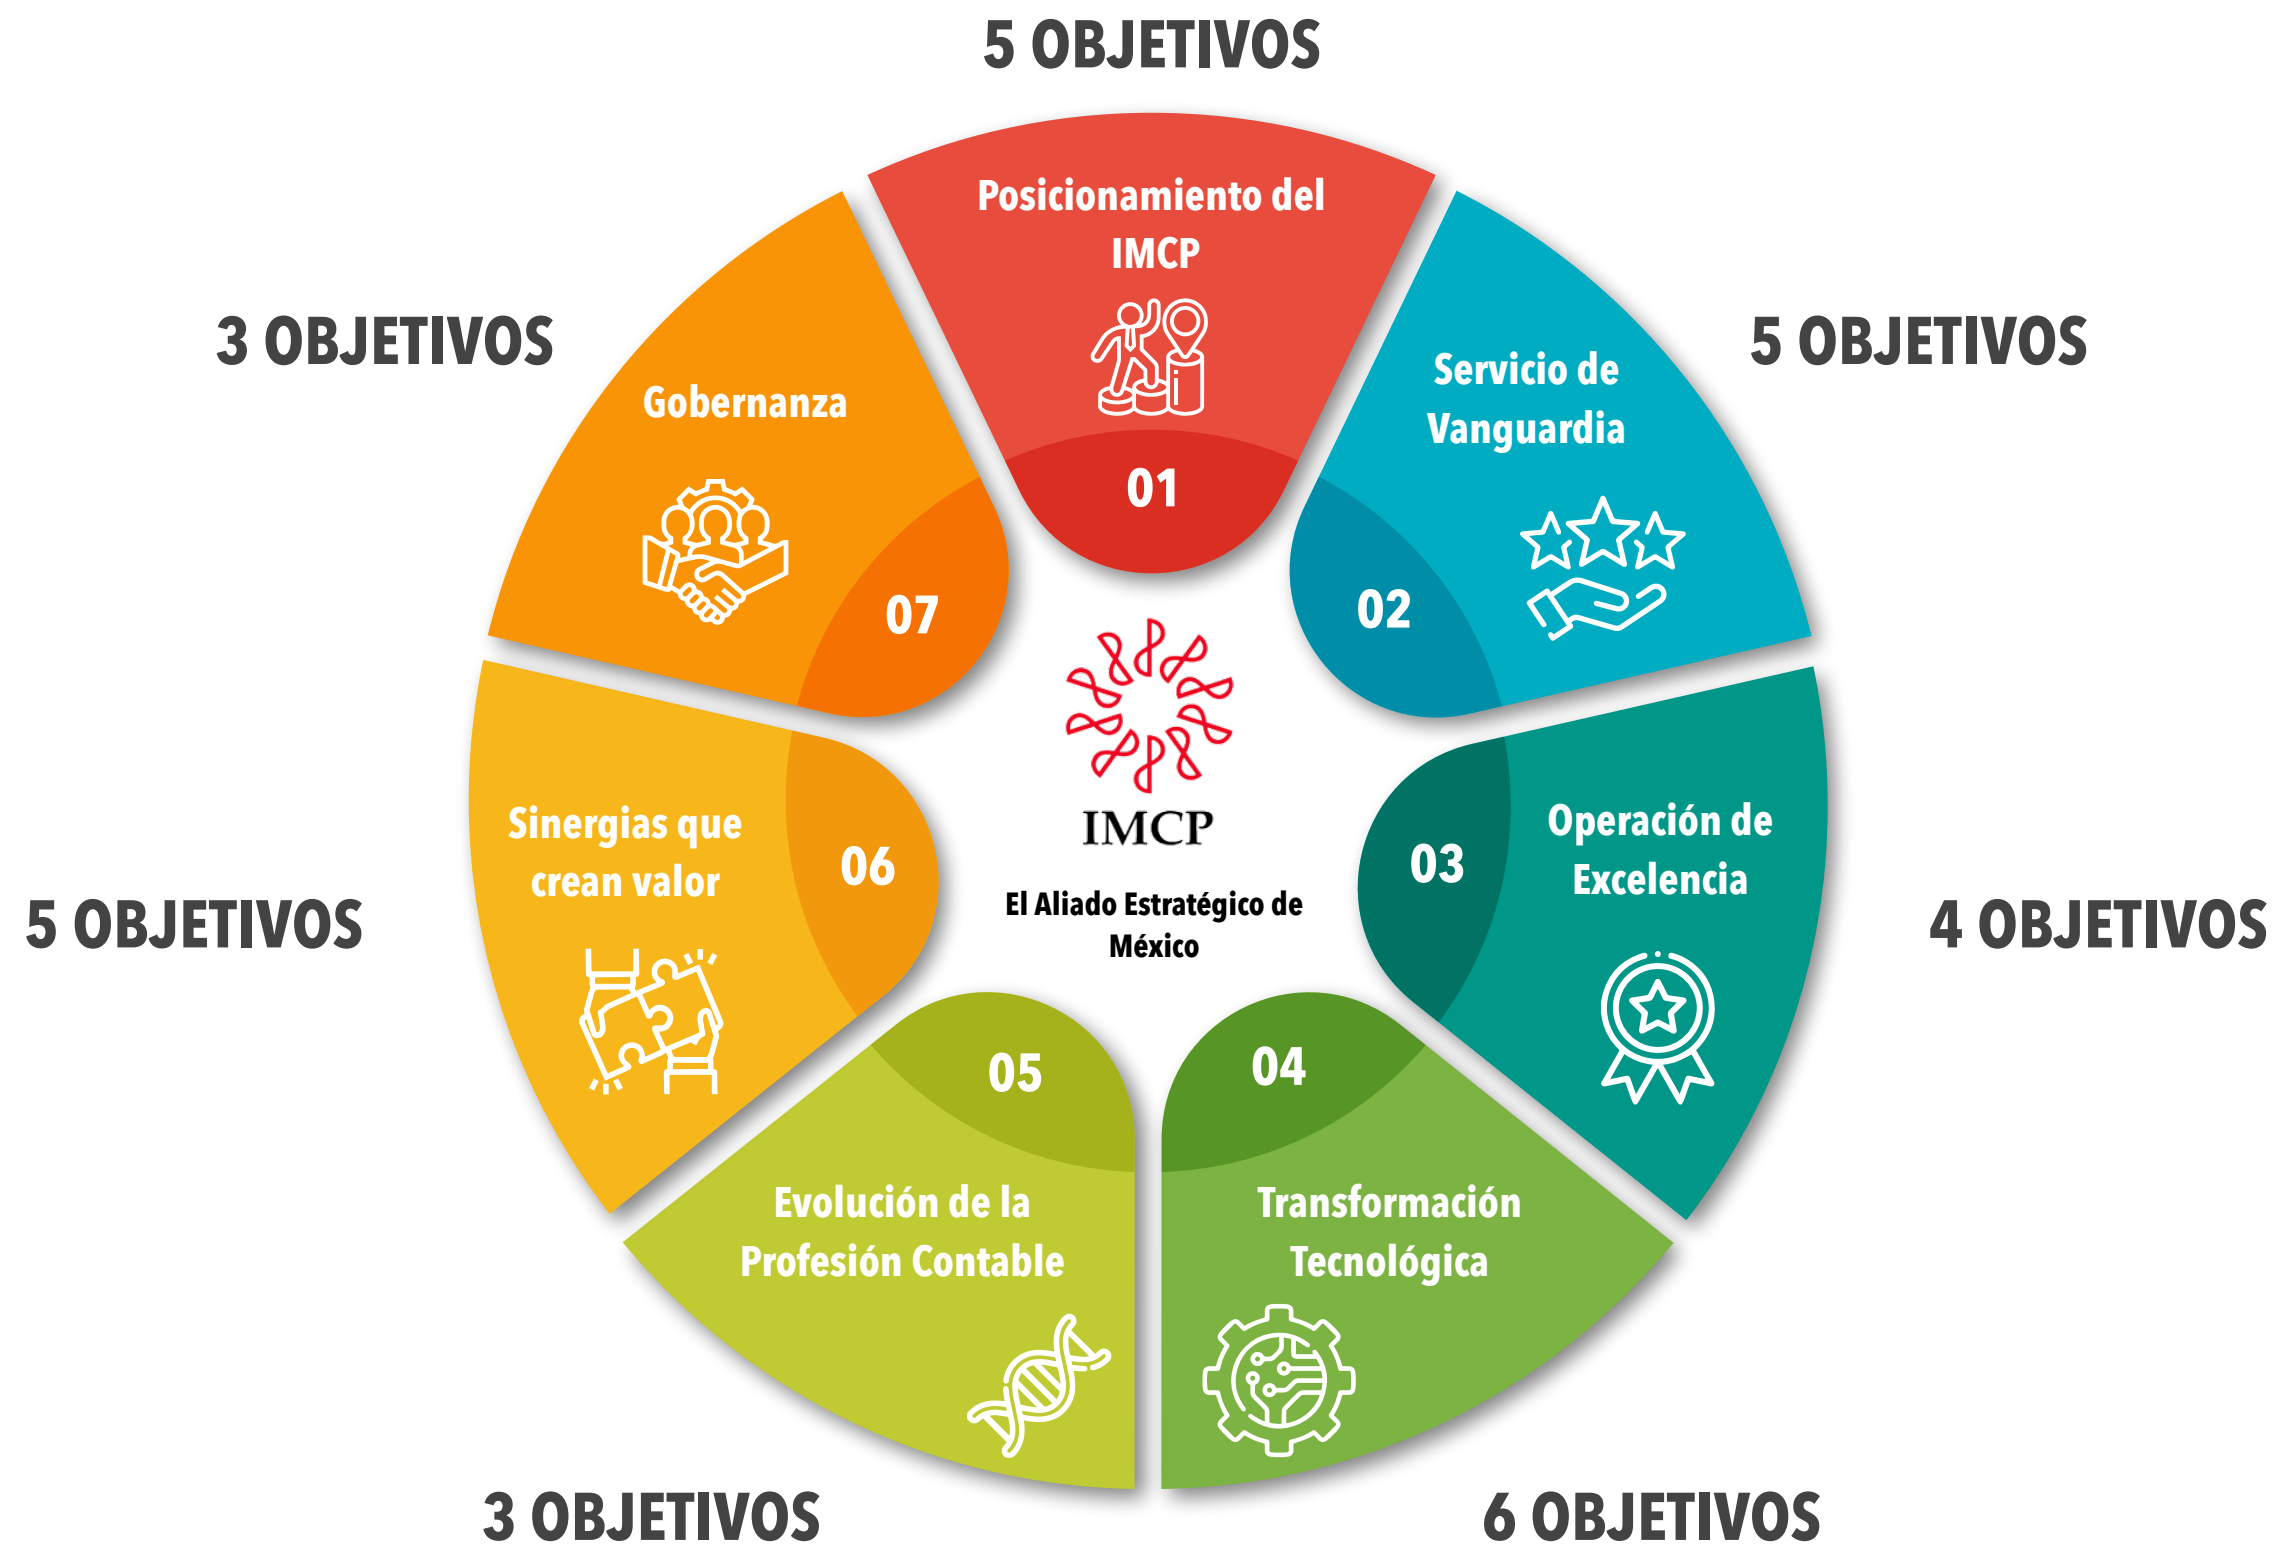 5 OBJETIVOS
Posicionamiento del
IMCP
01
5 OBJETIVOS
Servicio de
Vanguardia
02
4 OBJETIVOS
Operación de
Excelencia
03
6 OBJETIVOS
Transformación
Tecnológica
04
3 OBJETIVOS
Evolución de la
Profesión Contable
05
5 OBJETIVOS
Sinergias que
crean valor
06
3 OBJETIVOS
Gobernanza
07
IMCP
El Aliado Estratégico de
México